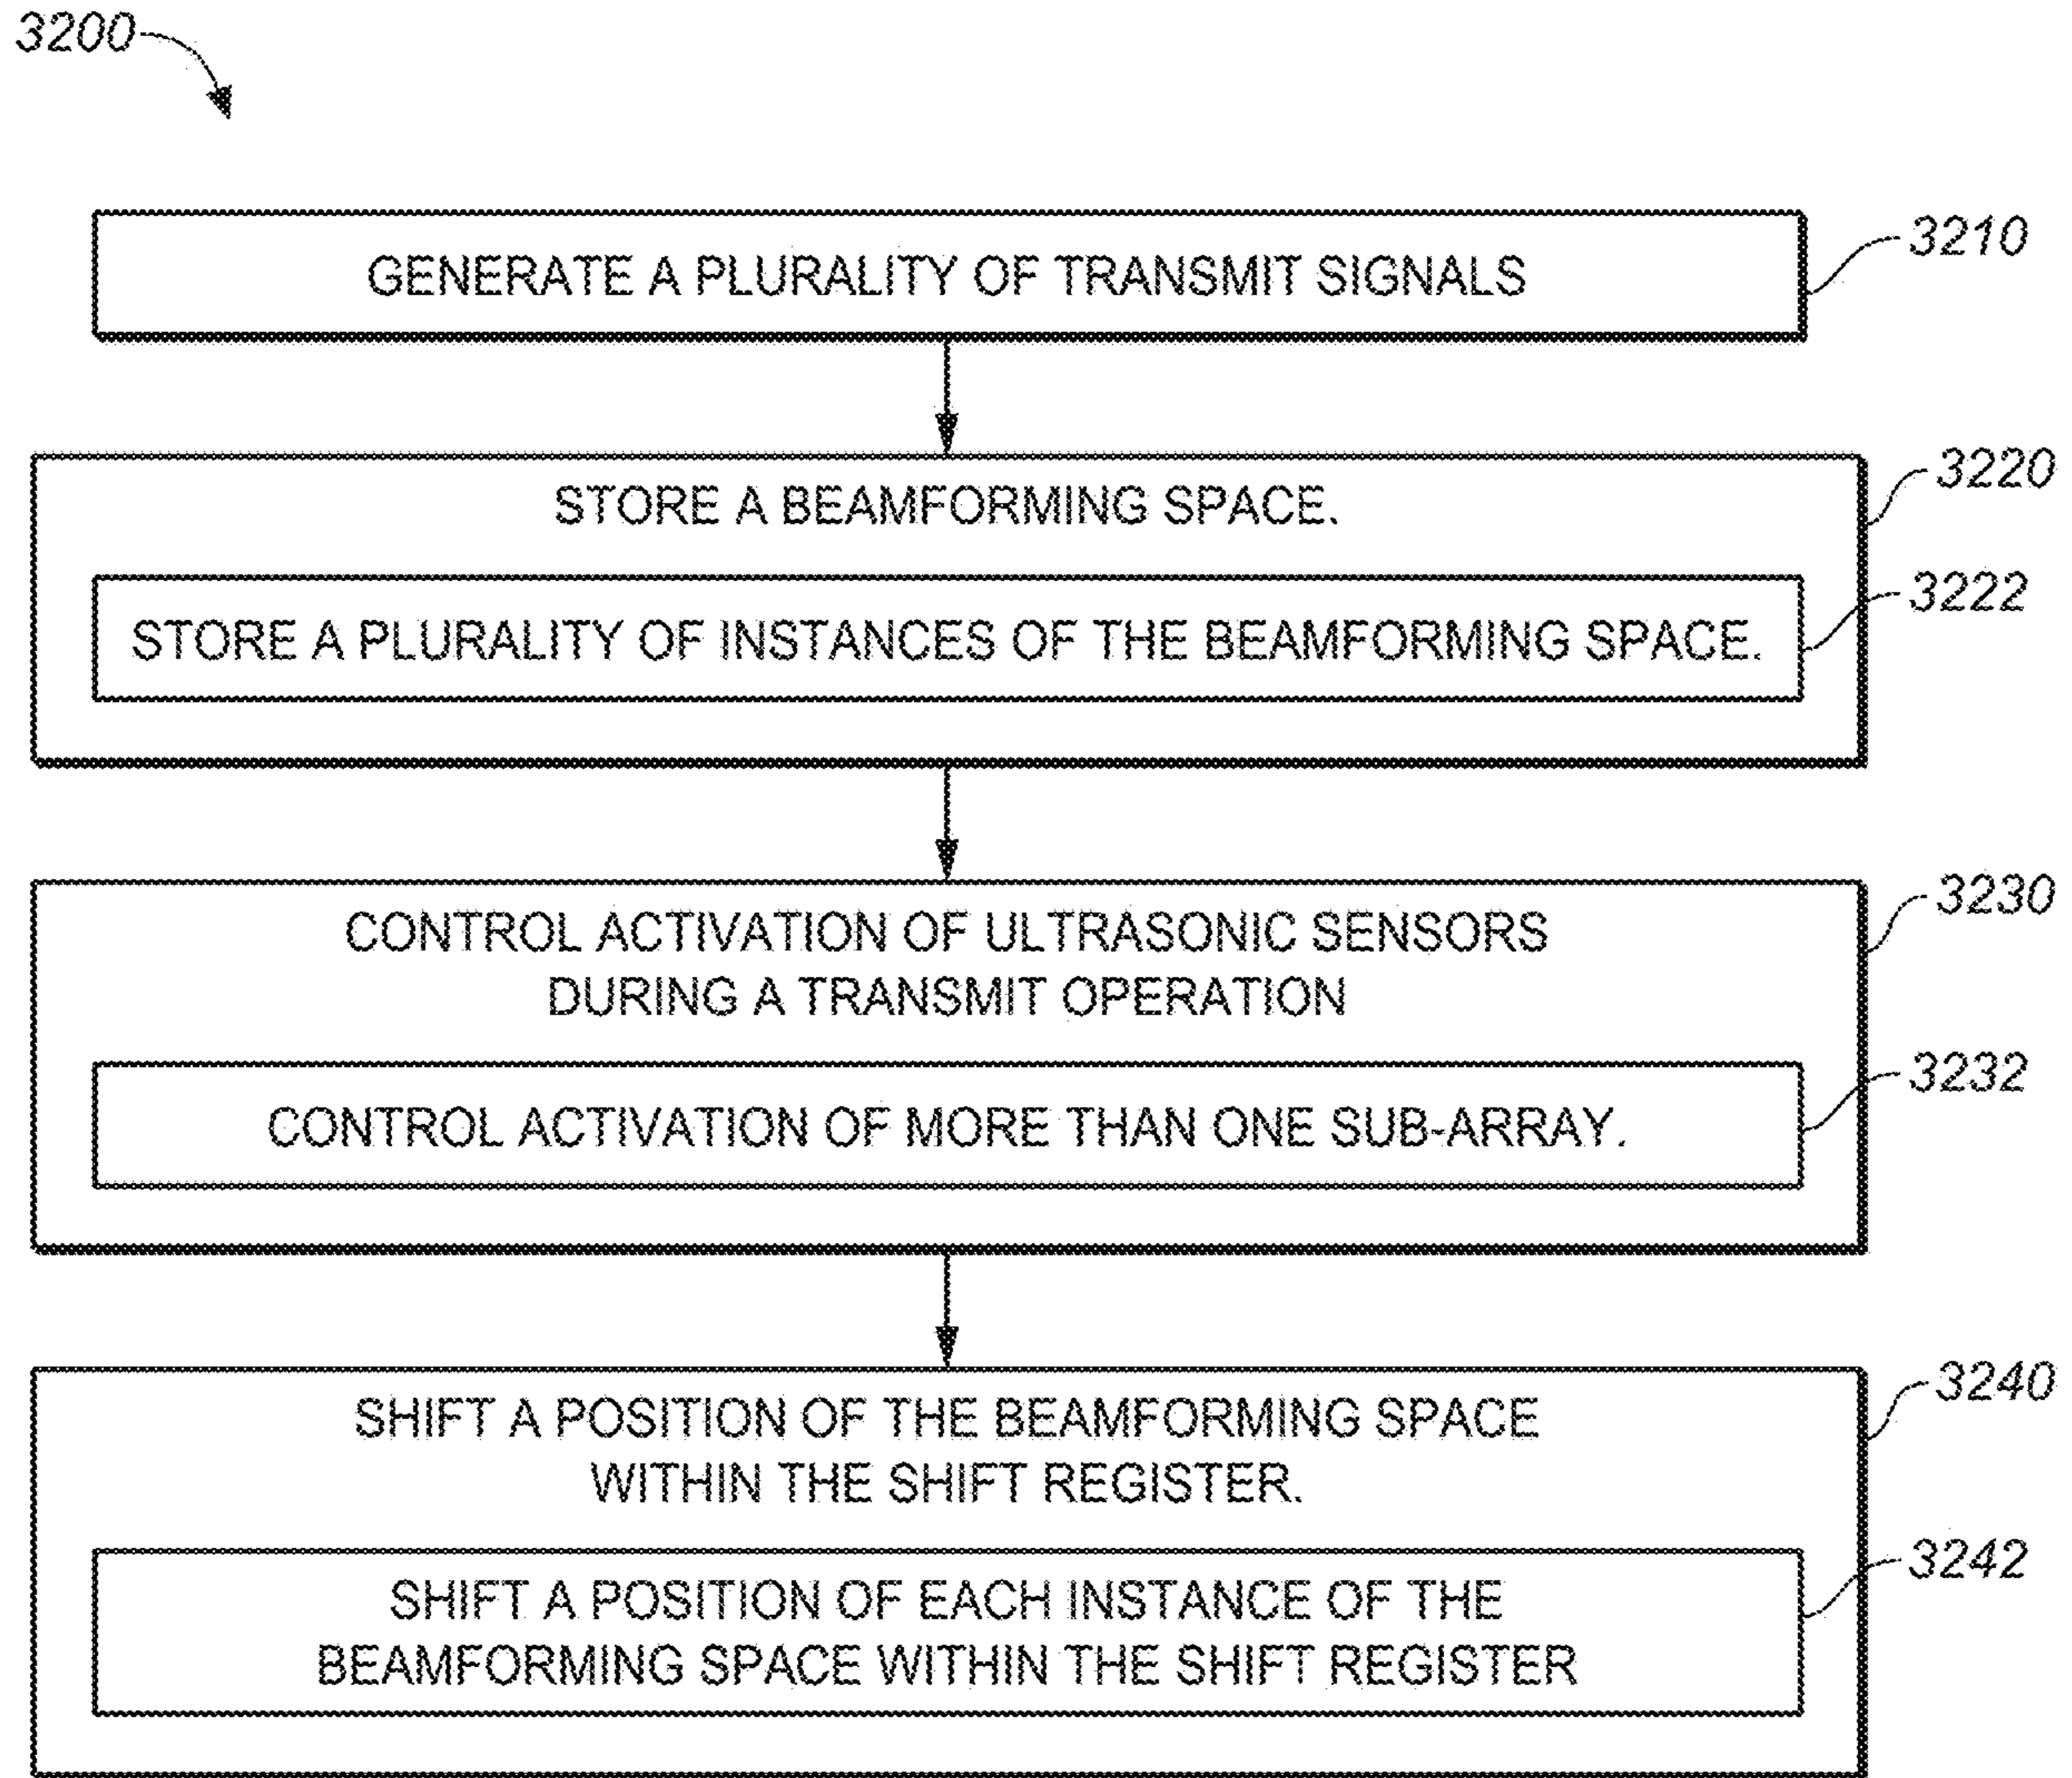 3200
GENERATE A PLURALITY OF TRANSMIT SIGNALS
3210
STORE A BEAMFORMING SPACE.
3220
STORE A PLURALITY OF INSTANCES OF THE BEAMFORMING SPACE.
3222
CONTROL ACTIVATION OF ULTRASONIC SENSORS
DURING A TRANSMIT OPERATION
3230
CONTROL ACTIVATION OF MORE THAN ONE SUB-ARRAY.
3232
SHIFT A POSITION OF THE BEAMFORMING SPACE
WITHIN THE SHIFT REGISTER.
3240
SHIFT A POSITION OF EACH INSTANCE OF THE
BEAMFORMING SPACE WITHIN THE SHIFT REGISTER
3242